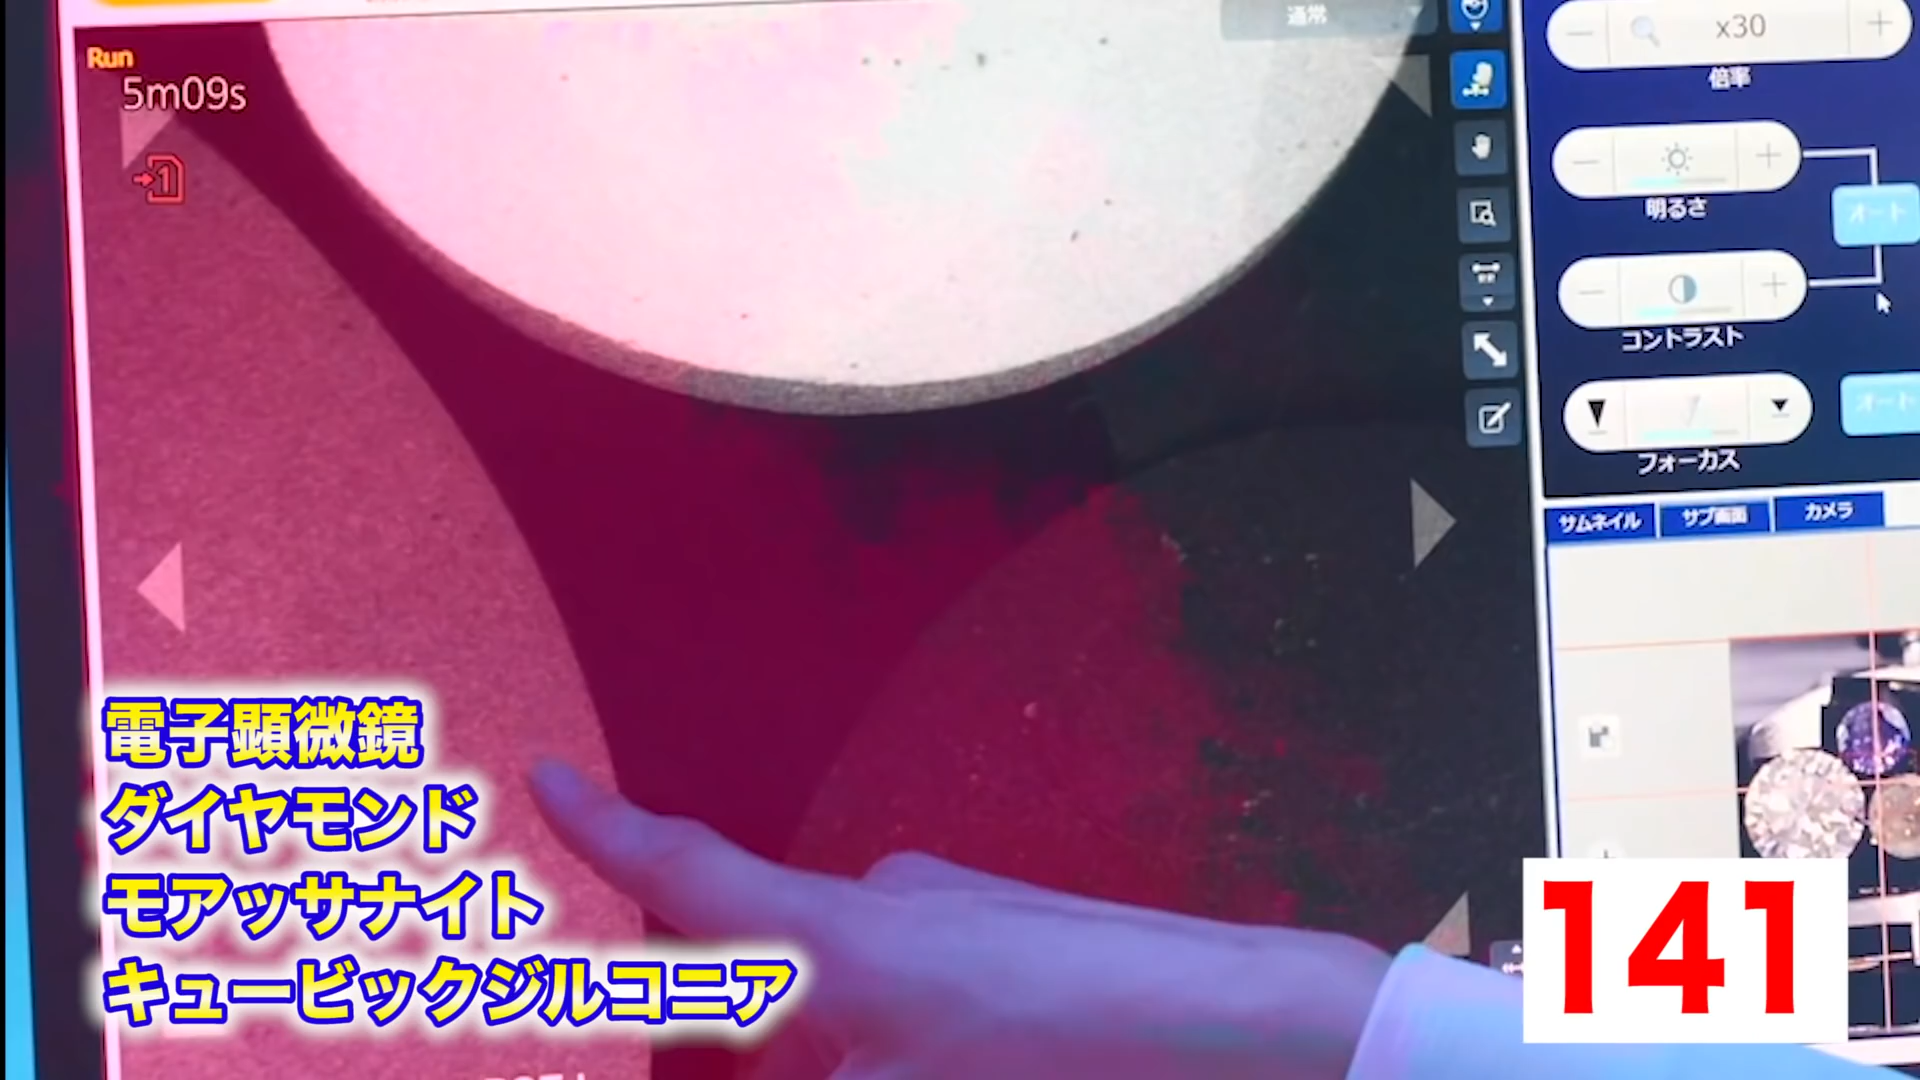 Run
5m09s
通常
x30
倍率
明るさ
オート
コントラスト
フォーカス
オート
サムネイル
サブ画面
カメラ
電子顕微鏡
ダイヤモンド
モアッサナイト
キュービックジルコニア
141